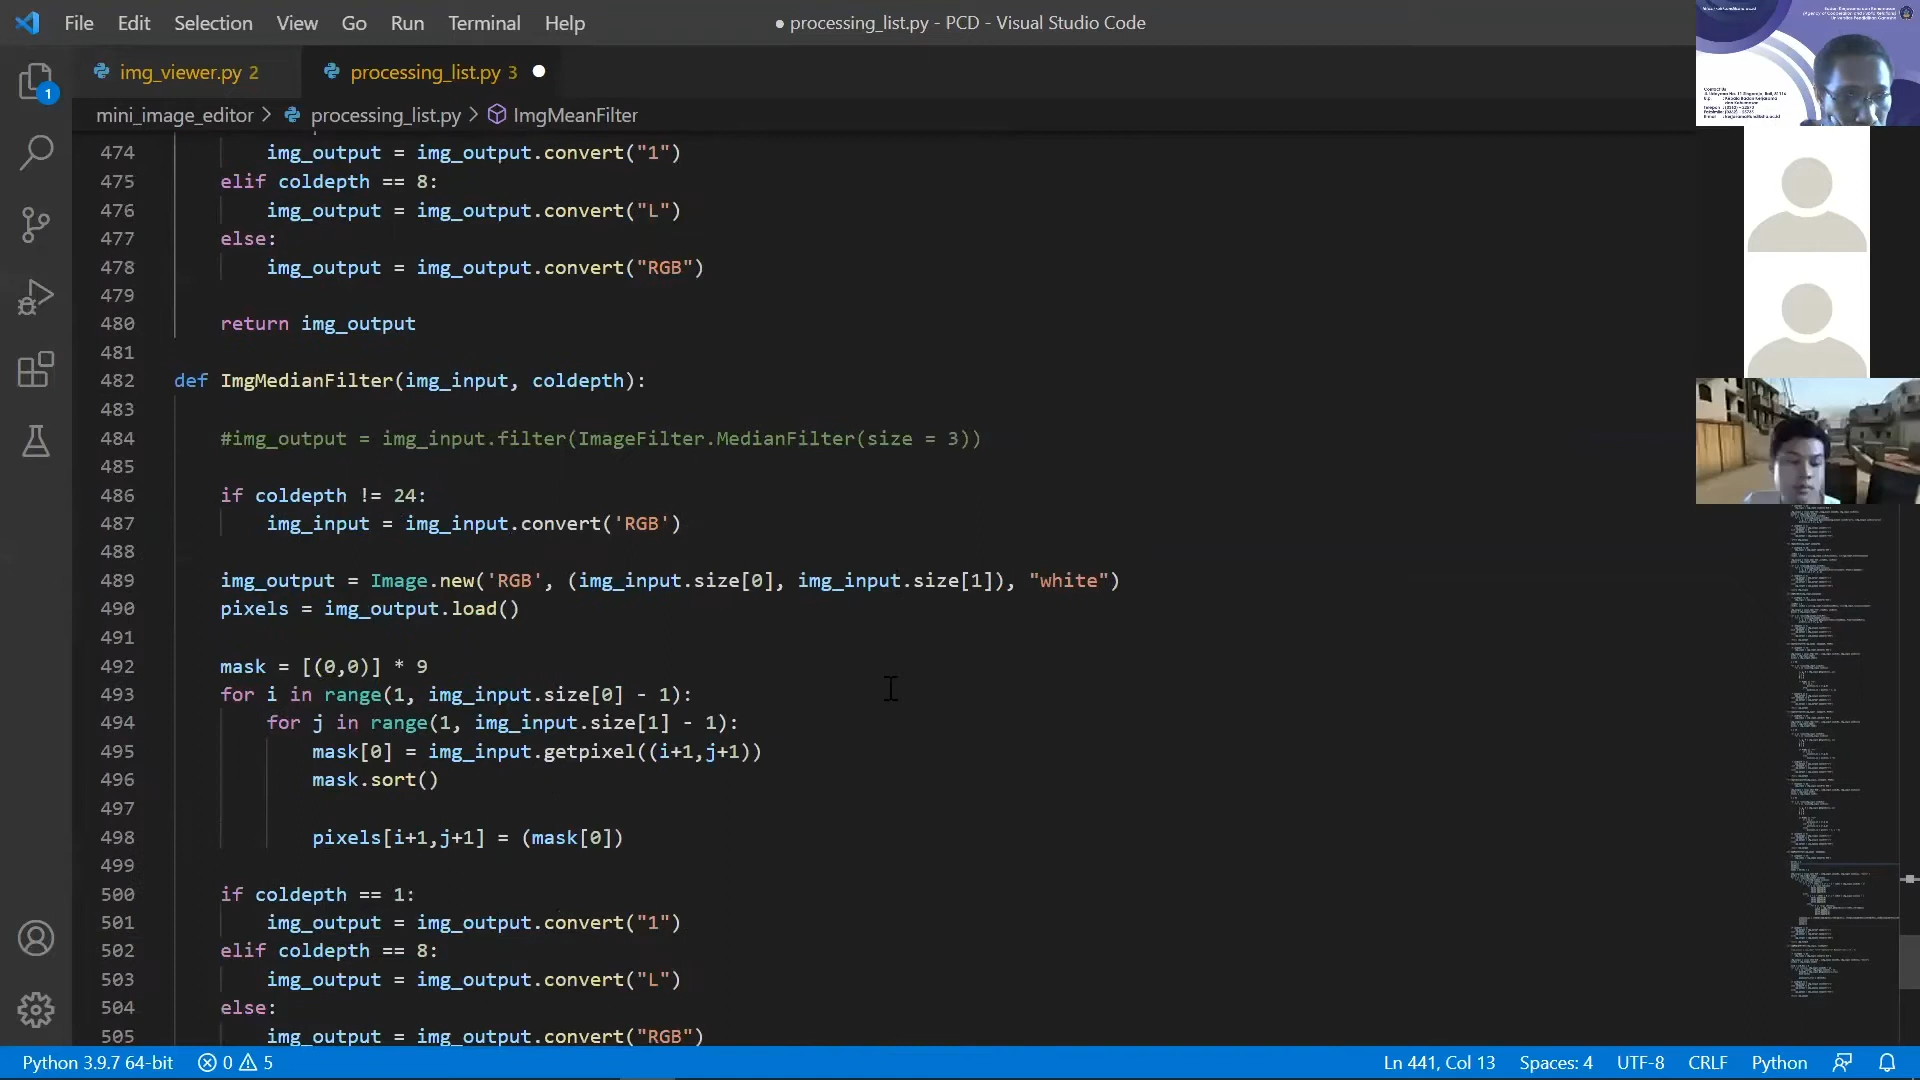 File Edit Selection View Go Run Terminal Help
● processing_list.py - PCD - Visual Studio Code
img_viewer.py 2
processing_list.py 3
mini_image_editor > processing_list.py > ImgMeanFilter
1
474 img_output = img_output.convert("1")
475 elif coldepth == 8:
476 img_output = img_output.convert("L")
477 else:
478 img_output = img_output.convert("RGB")
479
480 return img_output
481
482 def ImgMedianFilter(img_input, coldepth):
483
484 #img_output = img_input.filter(ImageFilter.MedianFilter(size = 3))
485
486 if coldepth != 24:
487 img_input = img_input.convert('RGB')
488
489 img_output = Image.new('RGB', (img_input.size[0], img_input.size[1]), "white")
490 pixels = img_output.load()
491
492 mask = [(0,0)] * 9
493 for i in range(1, img_input.size[0] - 1):
494 for j in range(1, img_input.size[1] - 1):
495 mask[0] = img_input.getpixel((i+1,j+1))
496 mask.sort()
497
498 pixels[i+1,j+1] = (mask[0])
499
500 if coldepth == 1:
501 img_output = img_output.convert("1")
502 elif coldepth == 8:
503 img_output = img_output.convert("L")
504 else:
505 img_output = img_output.convert("RGB")
Python 3.9.7 64-bit 0 5 Ln 441, Col 13 Spaces: 4 UTF-8 CRLF Python